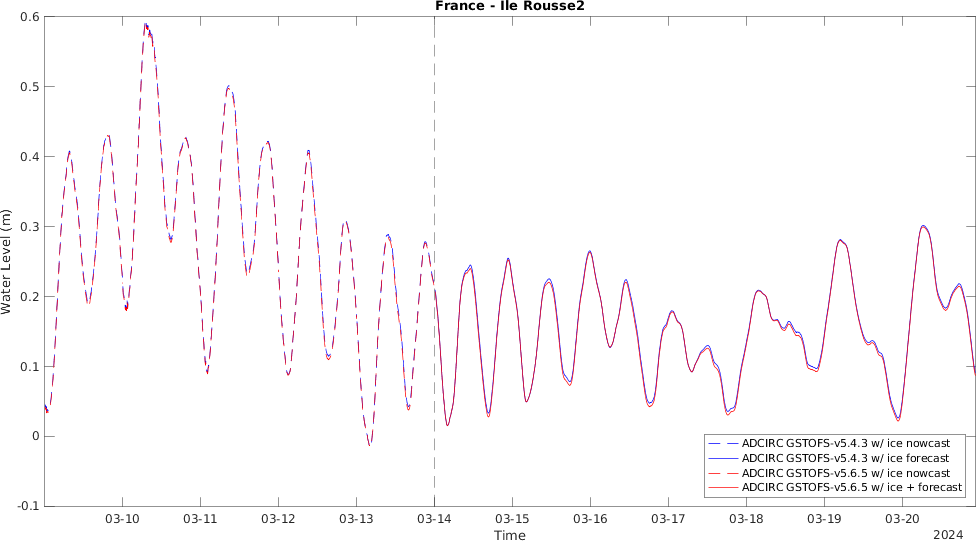 France - Ile Rousse2
0.6
0.5
0.4
0.3
0.2
0.1
0
-0.1
Water Level (m)
ADCIRC GSTOFS-v5.4.3 w/ ice nowcast
ADCIRC GSTOFS-v5.4.3 w/ ice forecast
ADCIRC GSTOFS-v5.6.5 w/ ice nowcast
ADCIRC GSTOFS-v5.6.5 w/ ice + forecast
03-10 03-11 03-12 03-13 03-14 03-15 03-16 03-17 03-18 03-19 03-20
Time
2024